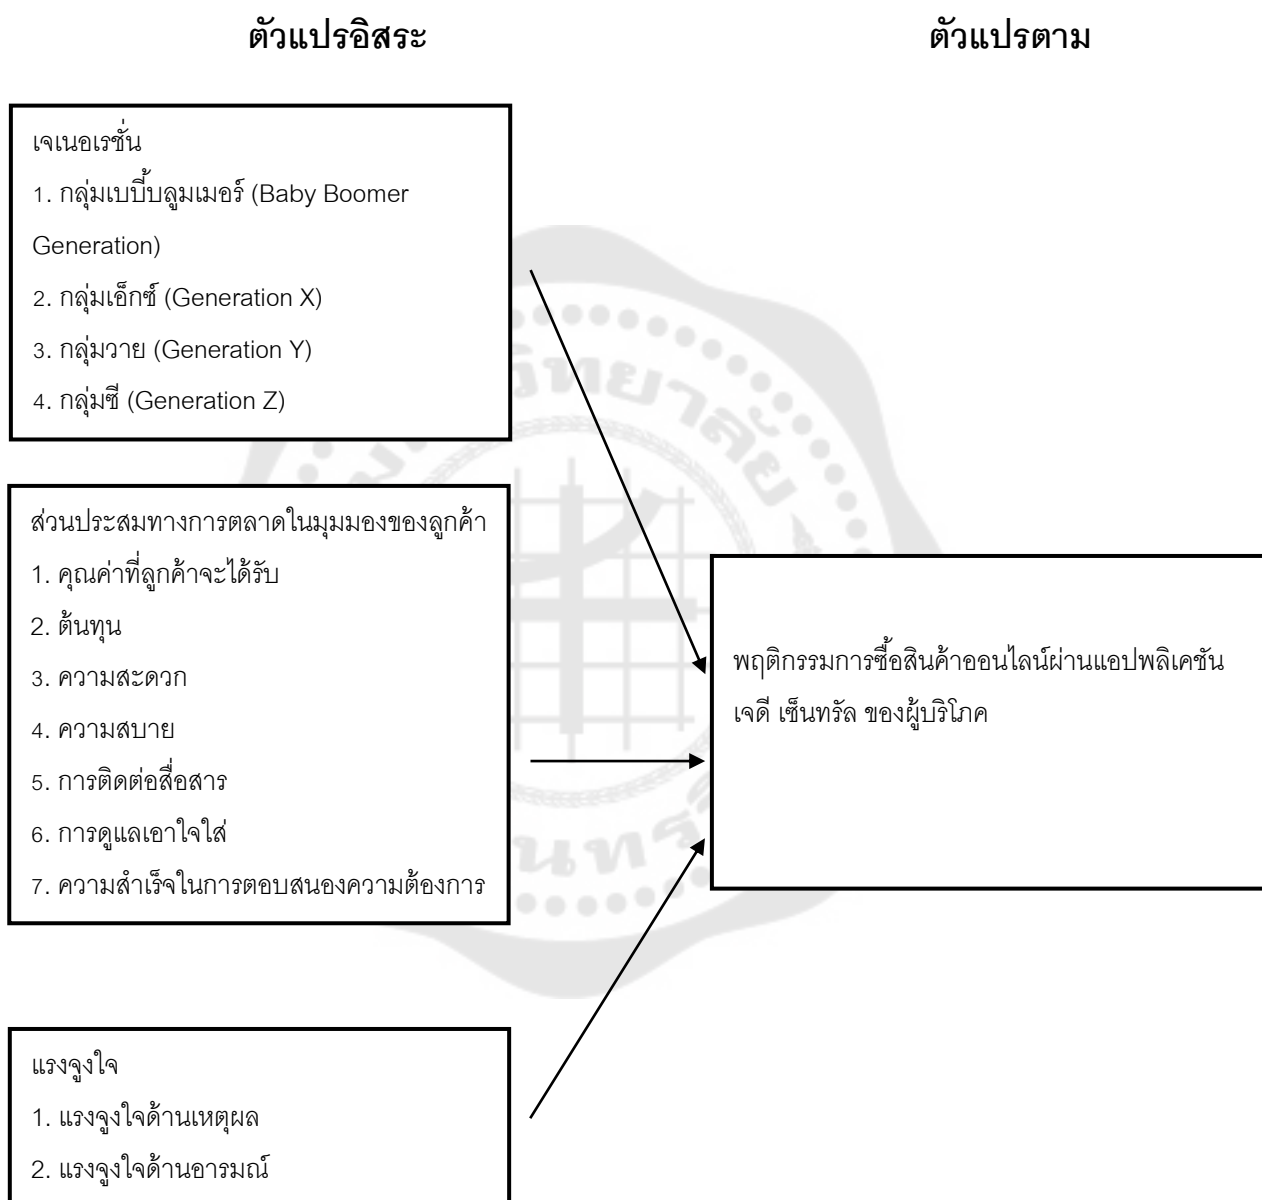 ตัวแปรอิสระ
ตัวแปรตาม
เจเนอเรชั่น
1. กลุ่มเบบี้บลูมเมอร์ (Baby Boomer
Generation)
2. กลุ่มเอ็กซ์ (Generation X)
3. กลุ่มวาย (Generation Y)
4. กลุ่มซี (Generation Z)
ส่วนประสมทางการตลาดในมุมมองของลูกค้า
1. คุณค่าที่ลูกค้าจะได้รับ
2. ต้นทุน
3. ความสะดวก
4. ความสบาย
5. การติดต่อสื่อสาร
6. การดูแลเอาใจใส่
7. ความสำเร็จในการตอบสนองความต้องการ
พฤติกรรมการซื้อสินค้าออนไลน์ผ่านแอปพลิเคชัน
เจดี เซ็นทรัล ของผู้บริโภค
แรงจูงใจ
1. แรงจูงใจด้านเหตุผล
2. แรงจูงใจด้านอารมณ์